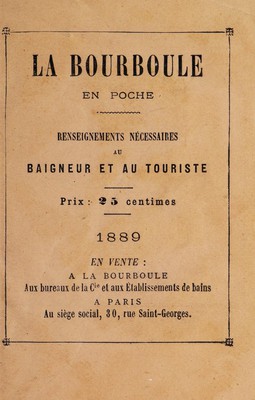 LA BOURBOULE
EN POCHE
RENSEIGNEMENTS NÉCESSAIRES
AU
BAIGNEUR ET AU TOURISTE
Prix : 25 centimes
1889
EN VENTE :
A LA BOURBOULE
Aux bureaux de la Cie et aux Établissements de bains
A PARIS
Au siège social, 30, rue Saint-Georges.